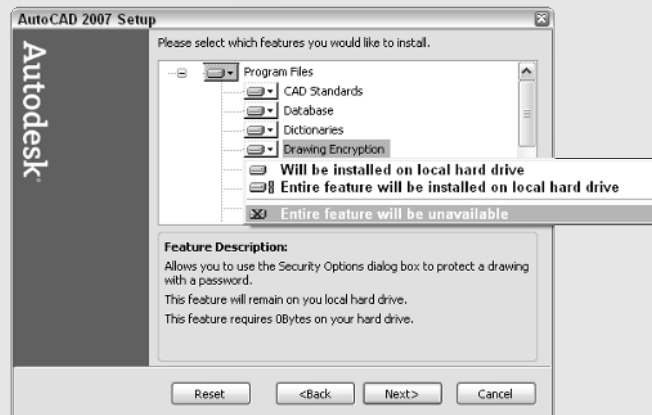 AutoCAD 2007 Setup
Autodesk
Please select which features you would like to install.
Program Files
CAD Standards
Database
Dictionaries
Drawing Encryption
Will be installed on local hard drive
Entire feature will be installed on local hard drive
Entire feature will be unavailable
Feature Description:
Allows you to use the Security Options dialog box to protect a drawing
with a password.
This feature will remain on you local hard drive.
This feature requires 0Bytes on your hard drive.
Reset
<Back
Next>
Cancel